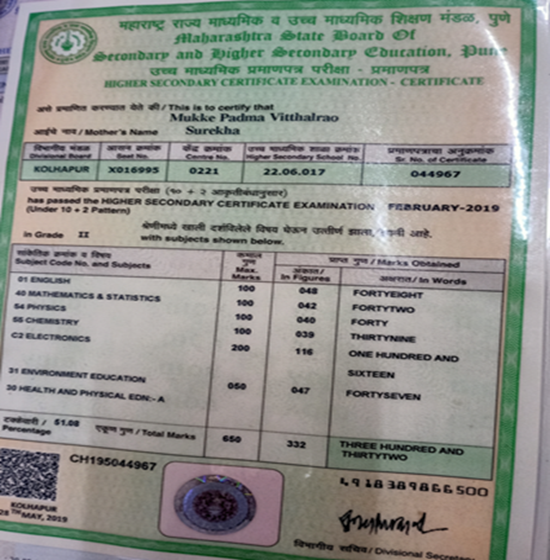 महाराष्ट्र राज्य माध्यमिक व उच्च माध्यमिक शिक्षण मंडळ, पुणे
Maharashtra State Board Of
Secondary and Higher Secondary Education, Pune
उच्च माध्यमिक प्रमाणपत्र परीक्षा - प्रमाणपत्र
HIGHER SECONDARY CERTIFICATE EXAMINATION - CERTIFICATE
असे प्रमाणित करण्यात येते की / This is to certify that
Mukke Padma Vitthalrao
आईचे नाव / Mother's Name Surekha
विभागीय मंडळ आसन क्रमांक केंद्र क्रमांक उच्च माध्यमिक शाळा क्रमांक प्रमाणपत्राचा अनुक्रमांक
Divisional Board Seat No. Centre No. Higher Secondary School No. Sr. No. of Certificate
KOLHAPUR X016995 0221 22.06.017 044967
उच्च माध्यमिक प्रमाणपत्र परीक्षा (१० + २ आकृतीबंधानुसार)
has passed the HIGHER SECONDARY CERTIFICATE EXAMINATION FEBRUARY-2019
(Under 10 + 2 Pattern)
श्रेणीमध्ये खाली दर्शविलेले विषय घेऊन उत्तीर्ण झाला, आहे.
in Grade II with subjects shown below.
सांकेतिक क्रमांक व विषय कमाल गुण प्राप्त गुण / Marks Obtained
Subject Code No. and Subjects Max. Marks अंकात / In Figures अक्षरात / In Words
01 ENGLISH 100 048 FORTYEIGHT
40 MATHEMATICS & STATISTICS 100 042 FORTYTWO
54 PHYSICS 100 040 FORTY
55 CHEMISTRY 100 039 THIRTYNINE
C2 ELECTRONICS 200 116 ONE HUNDRED AND
SIXTEEN
31 ENVIRONMENT EDUCATION 050 047 FORTYSEVEN
30 HEALTH AND PHYSICAL EDN:- A
टक्केवारी / Percentage 51.08 एकूण गुण / Total Marks 650 332 THREE HUNDRED AND
THIRTYTWO
CH195044967
KOLHAPUR
28TH MAY, 2019
विभागीय सचिव / Divisional Secretary